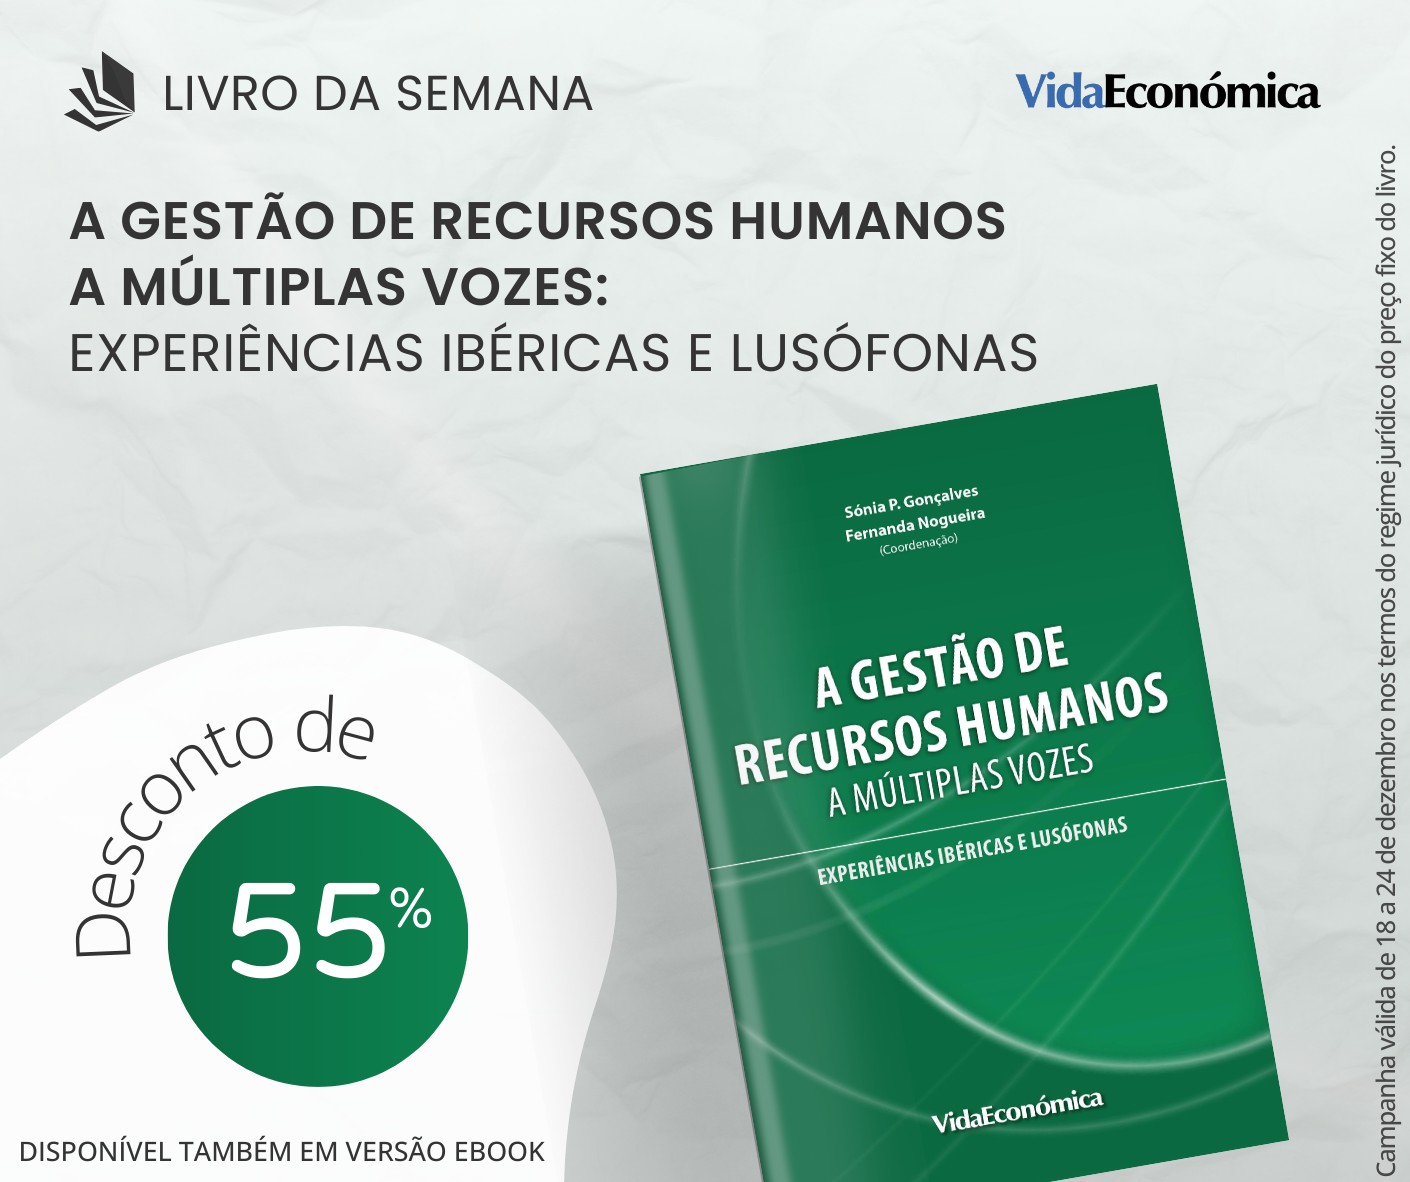 LIVRO DA SEMANA
VidaEconómica
A GESTÃO DE RECURSOS HUMANOS
A MÚLTIPLAS VOZES:
EXPERIÊNCIAS IBÉRICAS E LUSÓFONAS
Sónia P. Gonçalves
Fernanda Nogueira
(Coordenação)
A GESTÃO DE
RECURSOS HUMANOS
A MÚLTIPLAS VOZES
EXPERIÊNCIAS IBÉRICAS E LUSÓFONAS
VidaEconómica
Desconto de
55%
DISPONÍVEL TAMBÉM EM VERSÃO EBOOK
Campanha válida de 18 a 24 de dezembro nos termos do regime jurídico do preço fixo do livro.